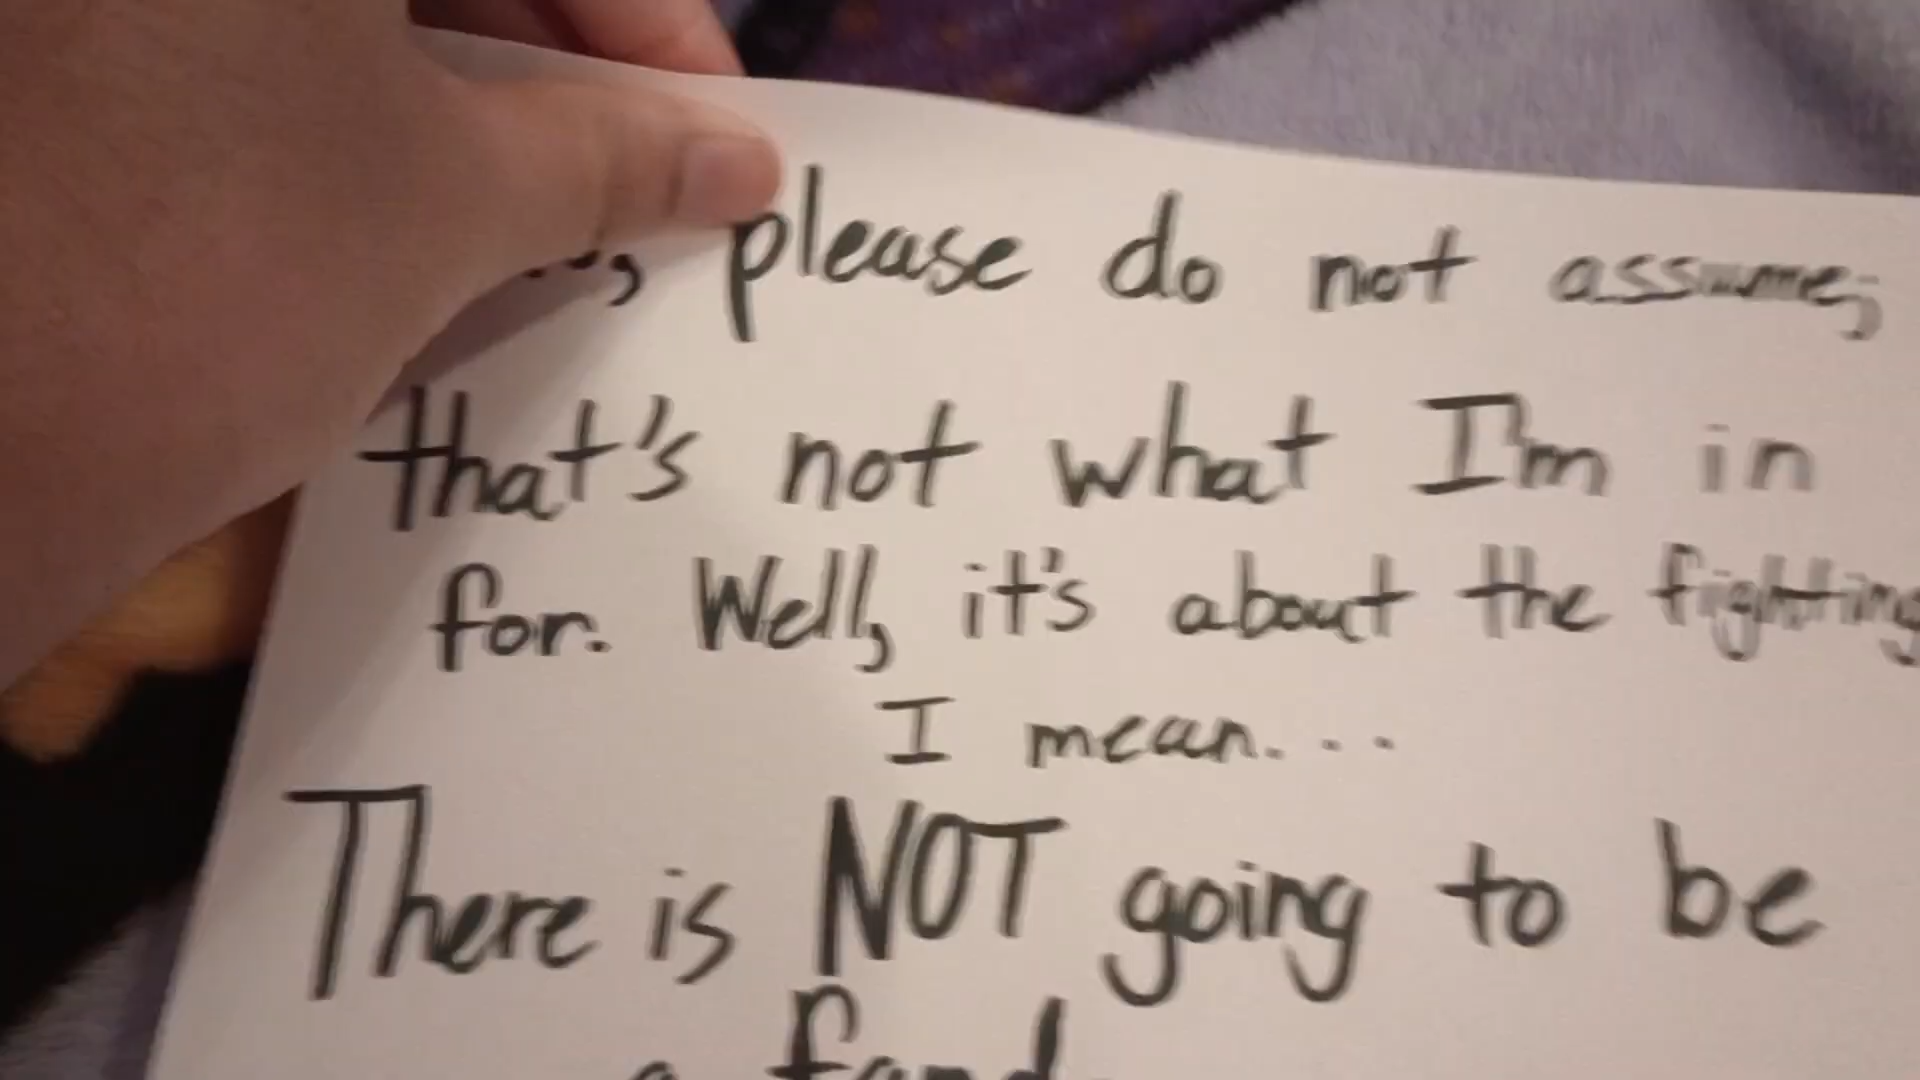 please do not assume;
that's not what I'm in
for. Well, it's about the fighting
I mean....
There is NOT going to be
a